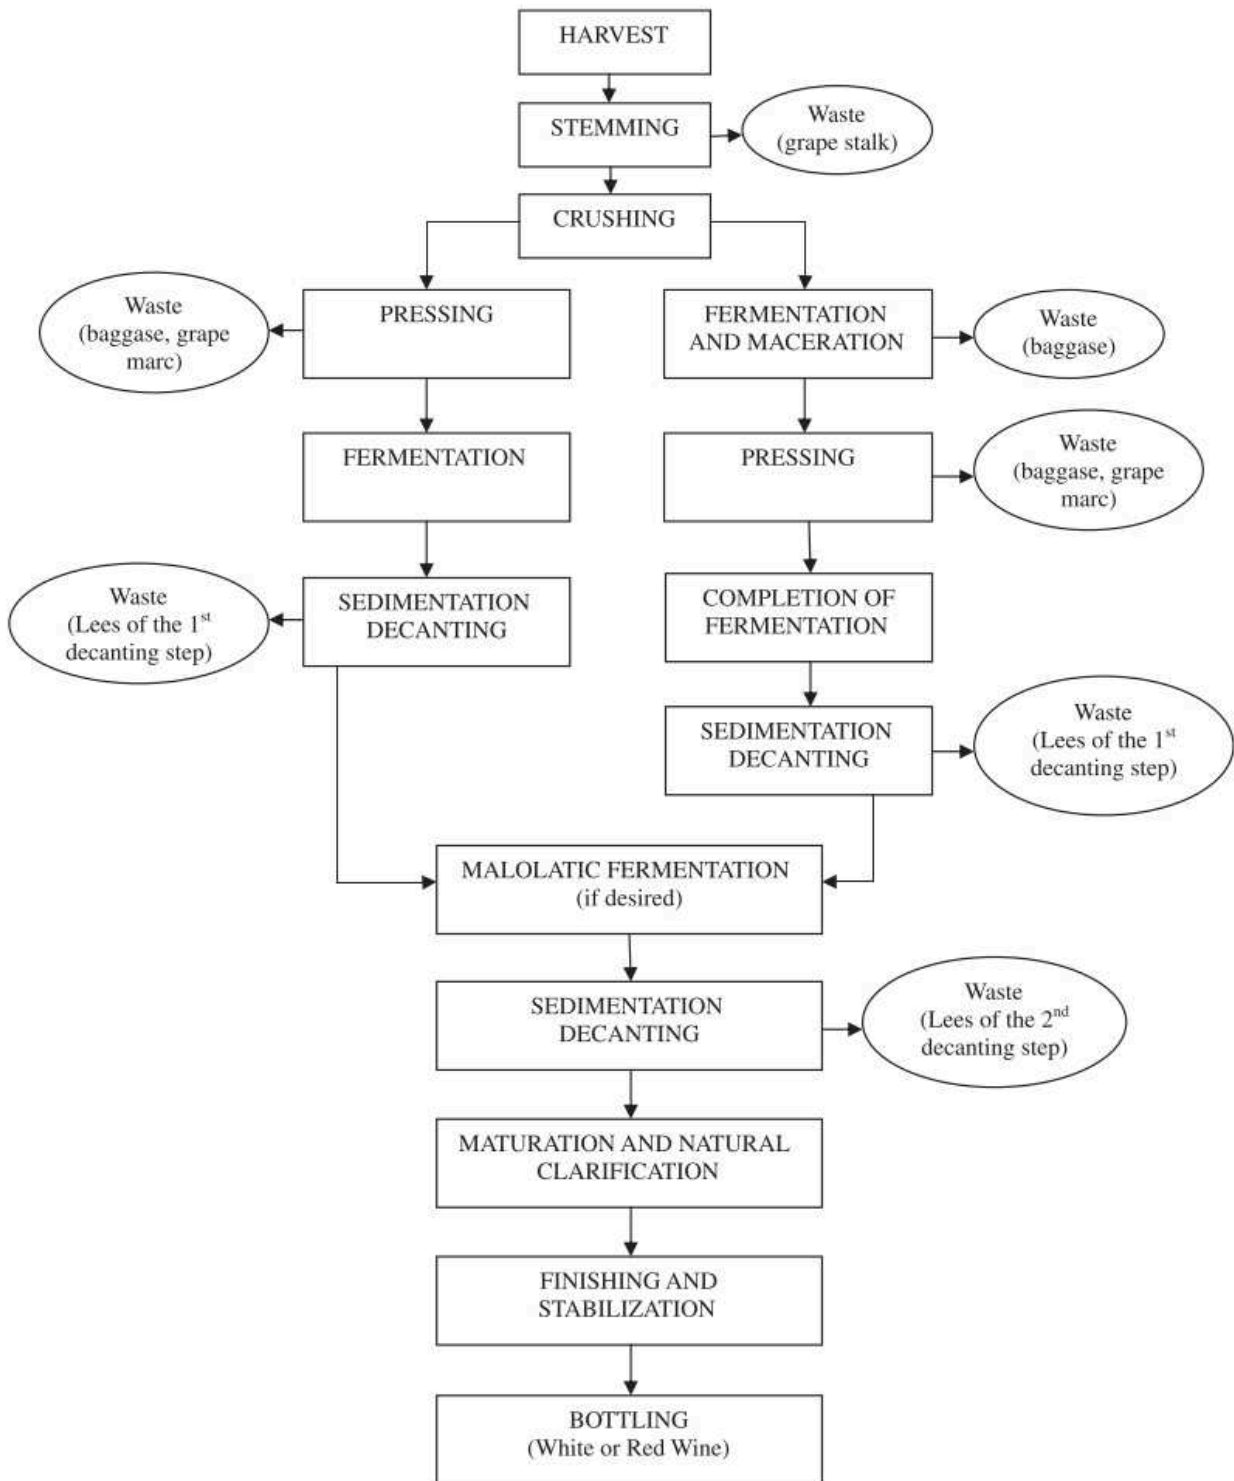 HARVEST
STEMMING
Waste
(grape stalk)
CRUSHING
Waste
(baggase, grape
marc)
PRESSING
FERMENTATION
AND MACERATION
Waste
(baggase)
FERMENTATION
PRESSING
Waste
(baggase, grape
marc)
Waste
(Lees of the 1st
decanting step)
SEDIMENTATION
DECANTING
COMPLETION OF
FERMENTATION
SEDIMENTATION
DECANTING
Waste
(Lees of the 1st
decanting step)
MALOLATIC FERMENTATION
(if desired)
SEDIMENTATION
DECANTING
Waste
(Lees of the 2nd
decanting step)
MATURATION AND NATURAL
CLARIFICATION
FINISHING AND
STABILIZATION
BOTTLING
(White or Red Wine)